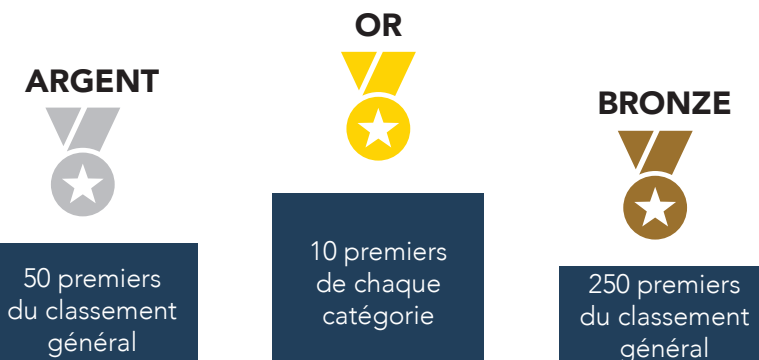 ARGENT
50 premiers
du classement
général
OR
10 premiers
de chaque
catégorie
BRONZE
250 premiers
du classement
général